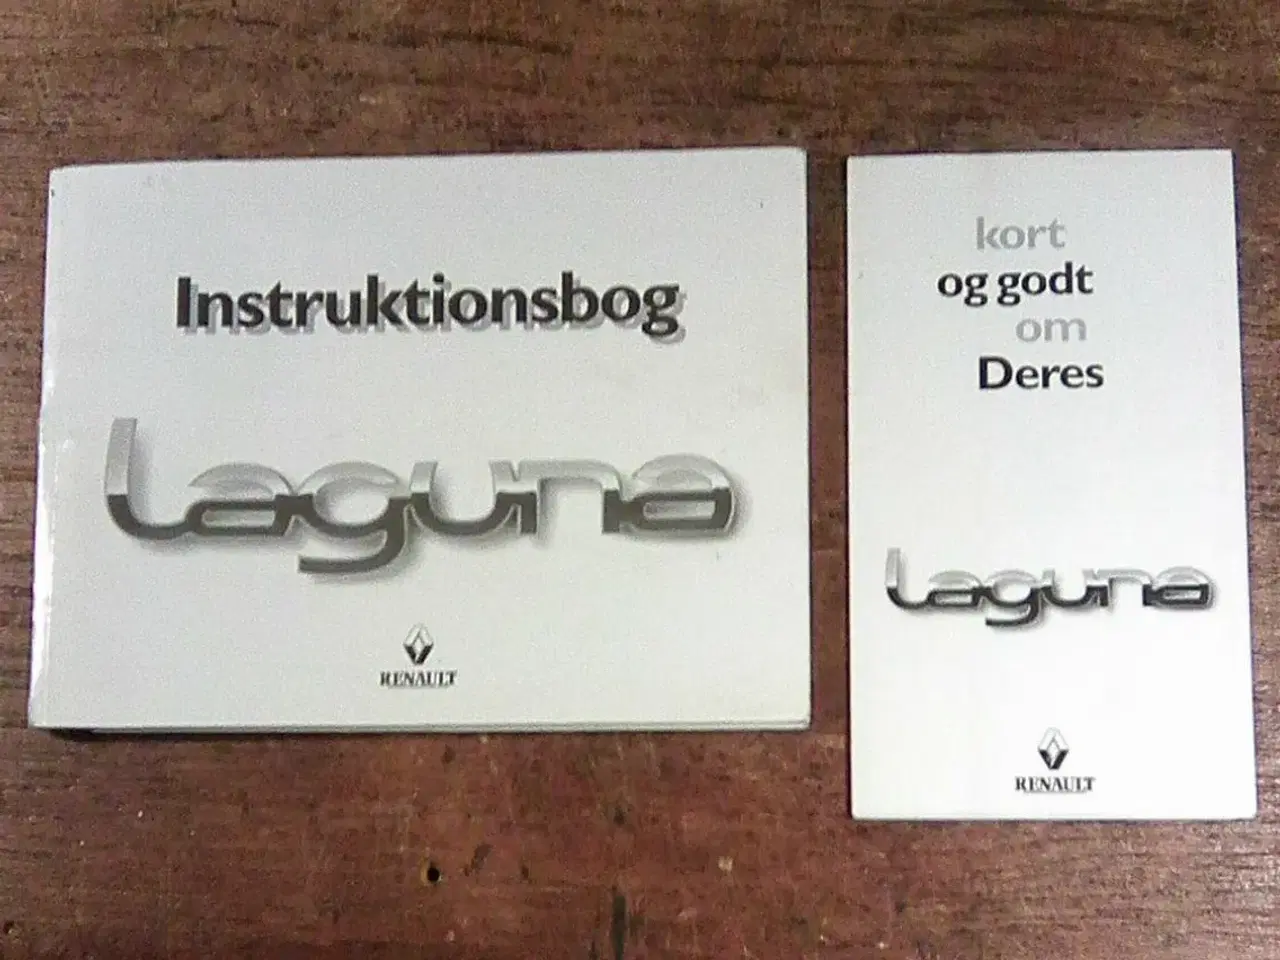 Instruktionsbog
Laguna
RENAULT
kort
og godt
om
Deres
Laguna
RENAULT